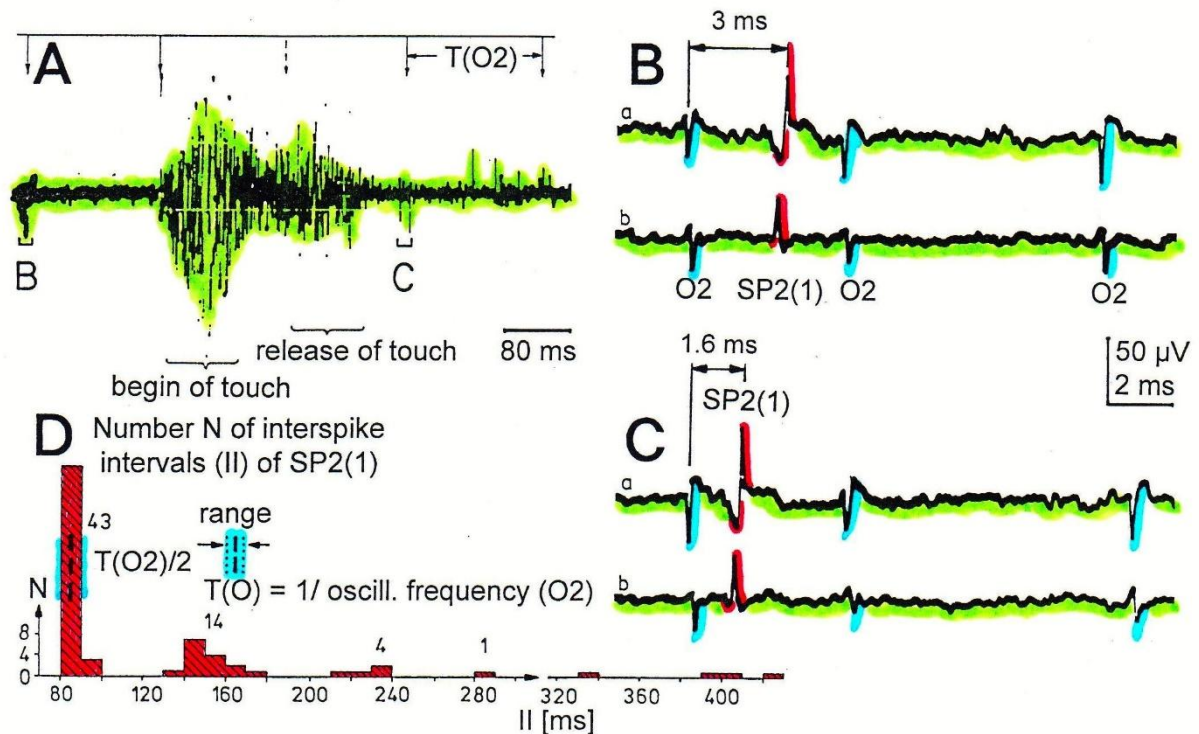 A
T(O2)
B
C
80 ms
begin of touch
release of touch
B
3 ms
a
b
O2
SP2(1)
O2
O2
50 µV
2 ms
C
1.6 ms
SP2(1)
a
b
D
Number N of interspike
intervals (II) of SP2(1)
43
T(O2)/2
range
T(O) = 1/ oscill. frequency (O2)
N
8
4
0
14
4
1
80
120
160
200
240
280
320
360
400
II [ms]